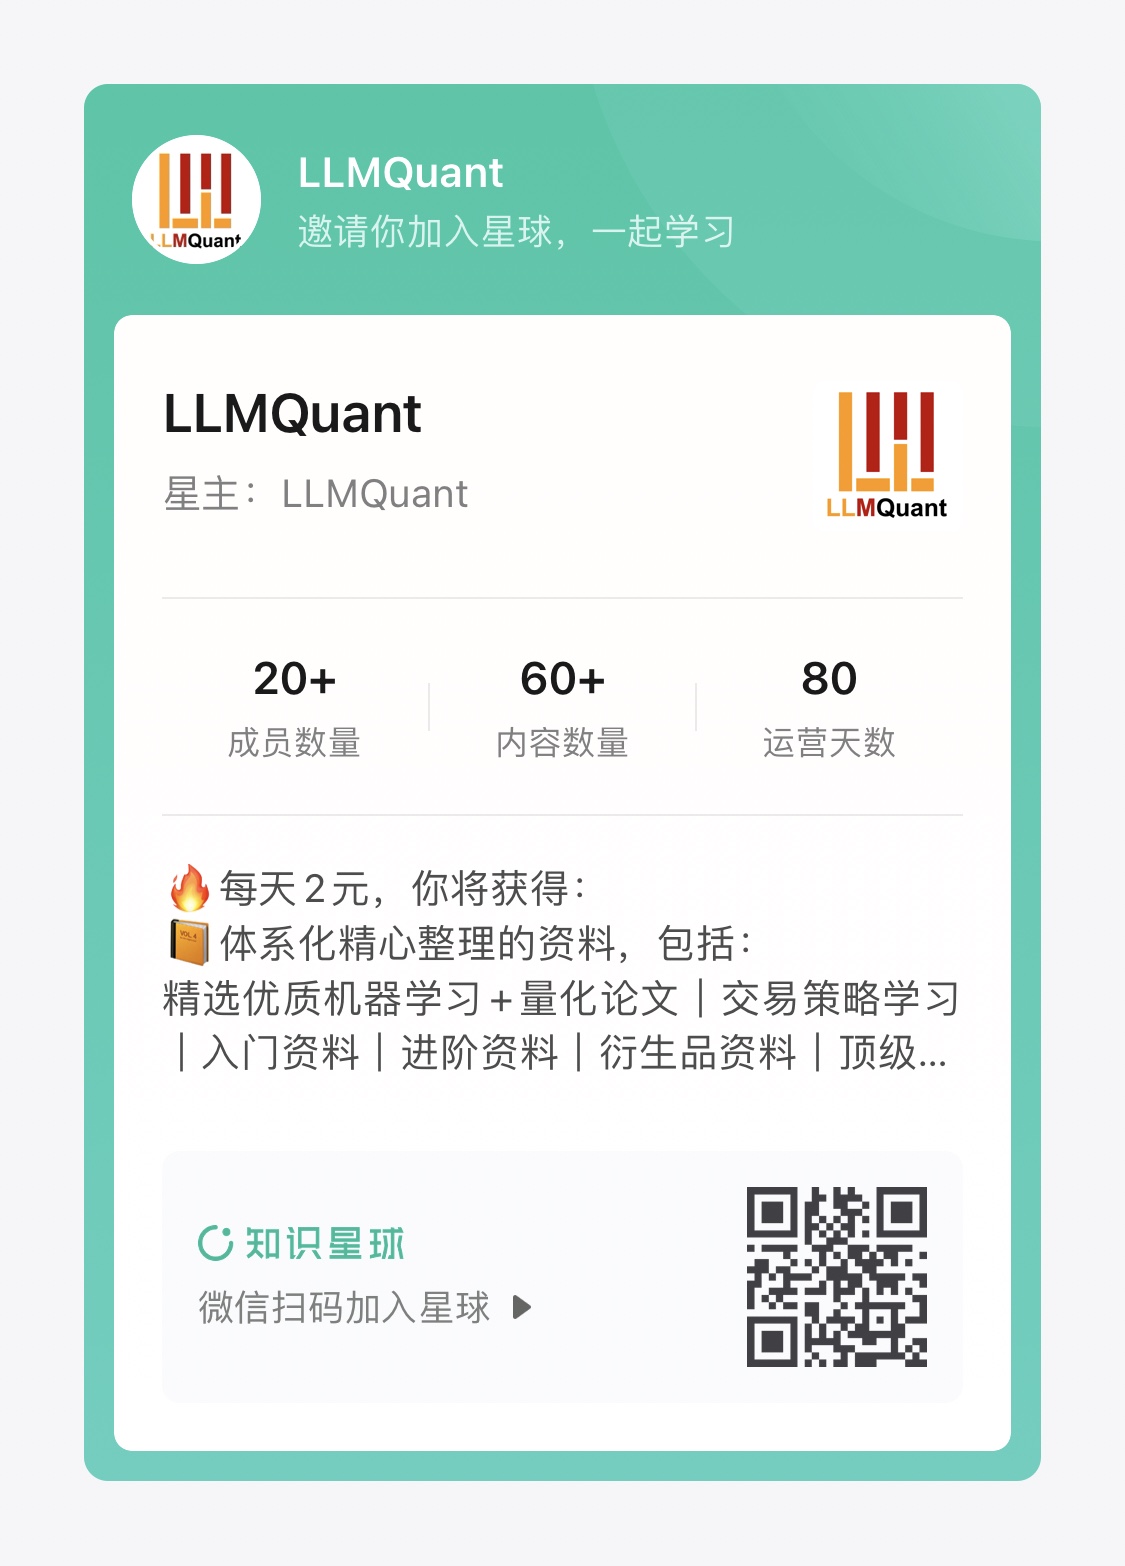 LLMQuant
LLMQuant
邀请你加入星球，一起学习
LLMQuant
星主：LLMQuant
LLMQuant
20+
60+
80
成员数量
内容数量
运营天数
🔥每天2元，你将获得：
📔体系化精心整理的资料，包括：
精选优质机器学习+量化论文｜交易策略学习
｜入门资料｜进阶资料｜衍生品资料｜顶级...
知识星球
微信扫码加入星球